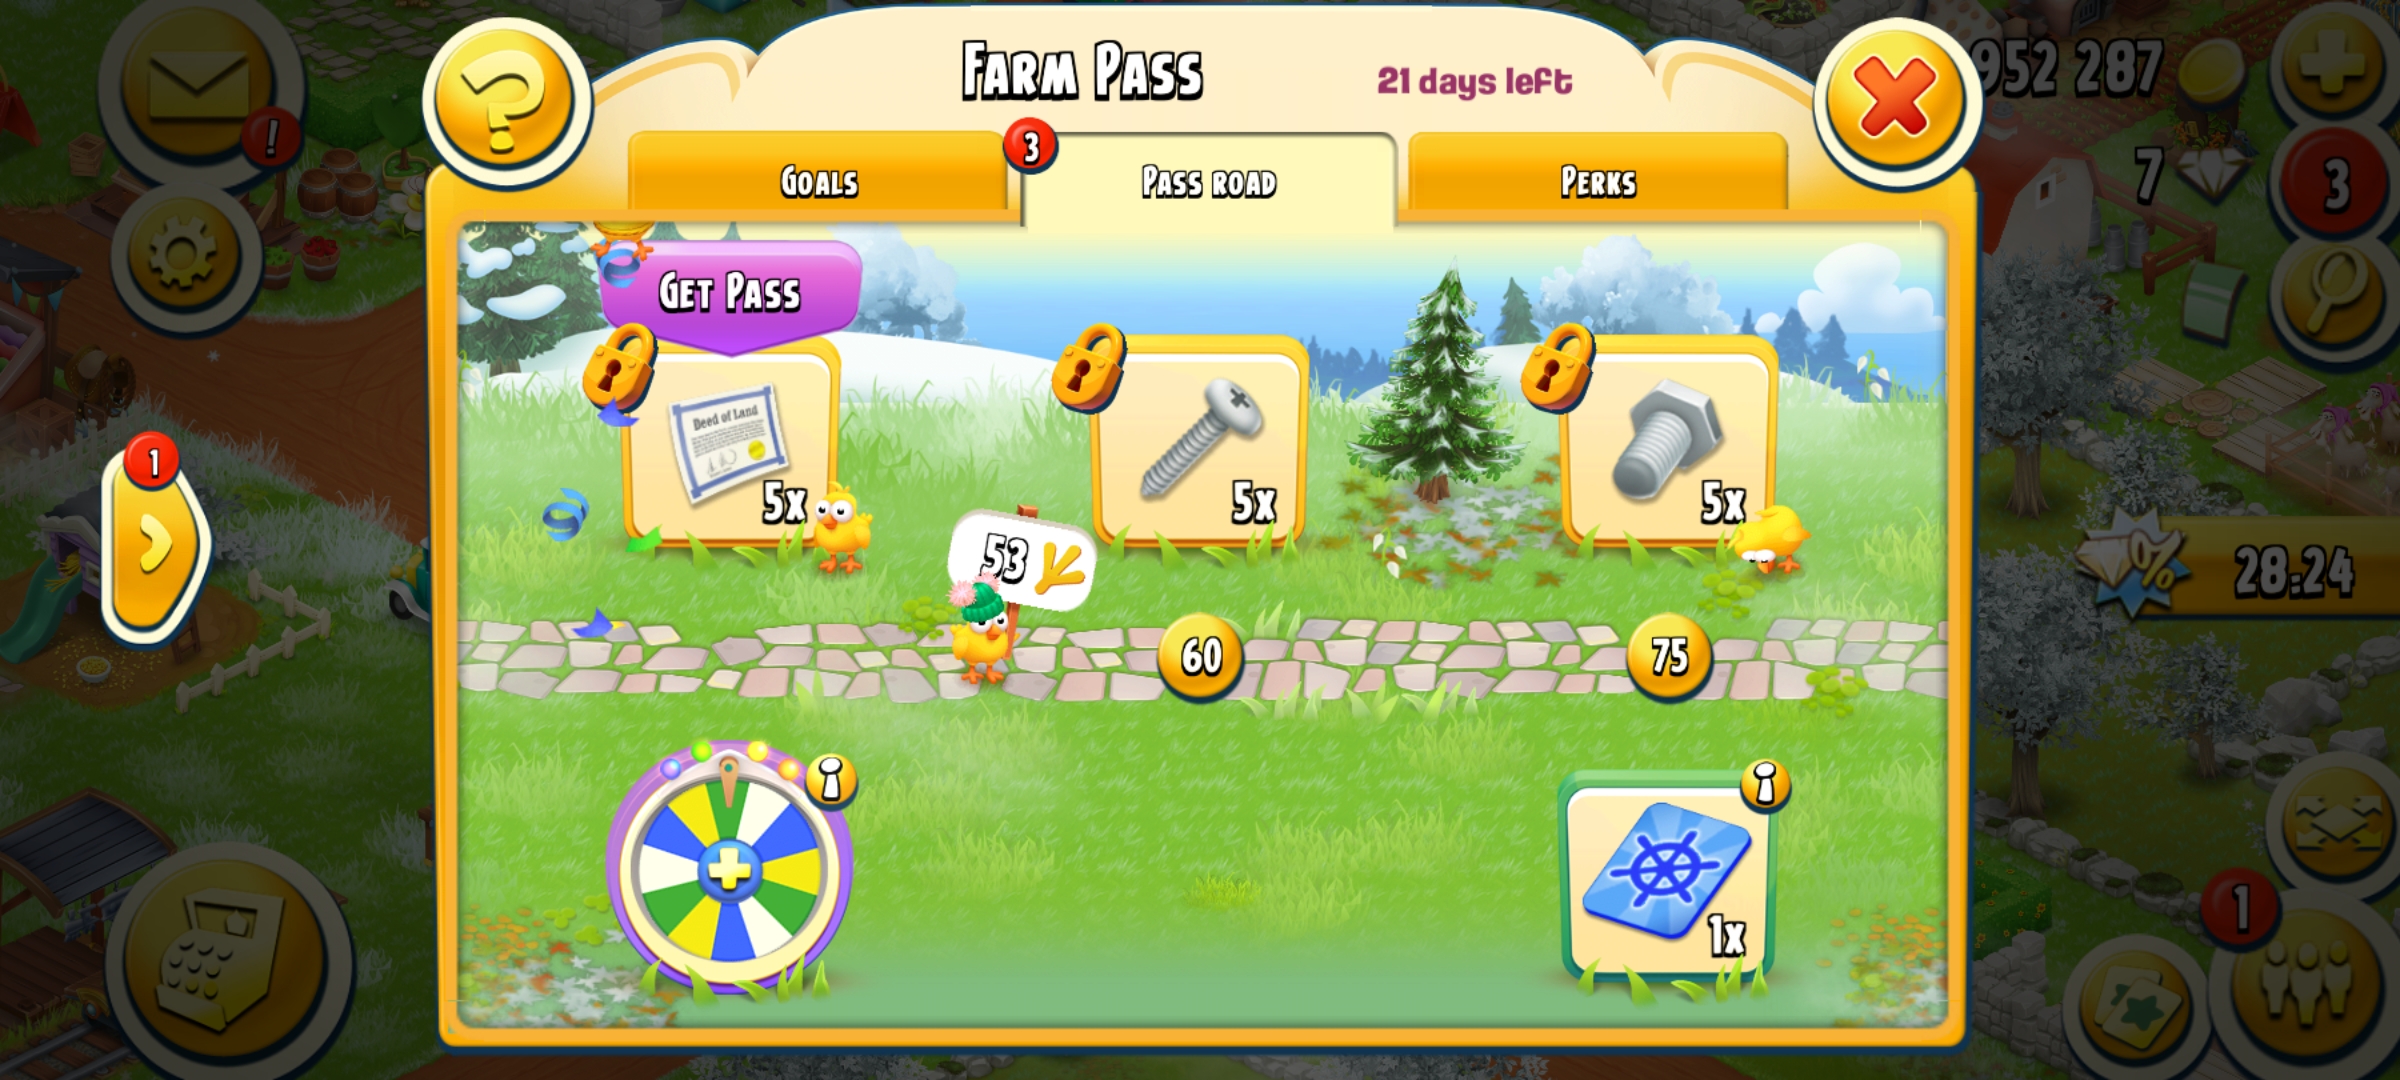 FARM PASS
21 days left
952 287
GOALS
3
PASS ROAD
PERKS
7
3
GET PASS
Deed of Land
5x
5x
5x
1
53
0%
28:24
60
75
1x
1